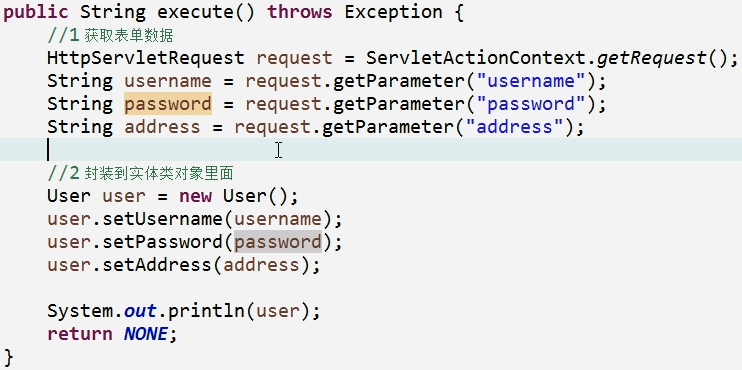 public String execute() throws Exception {
//1 获取表单数据
HttpServletRequest request = ServletActionContext.getRequest();
String username = request.getParameter("username");
String password = request.getParameter("password");
String address = request.getParameter("address");
//2 封装到实体类对象里面
User user = new User();
user.setUsername(username);
user.setPassword(password);
user.setAddress(address);
System.out.println(user);
return NONE;
}